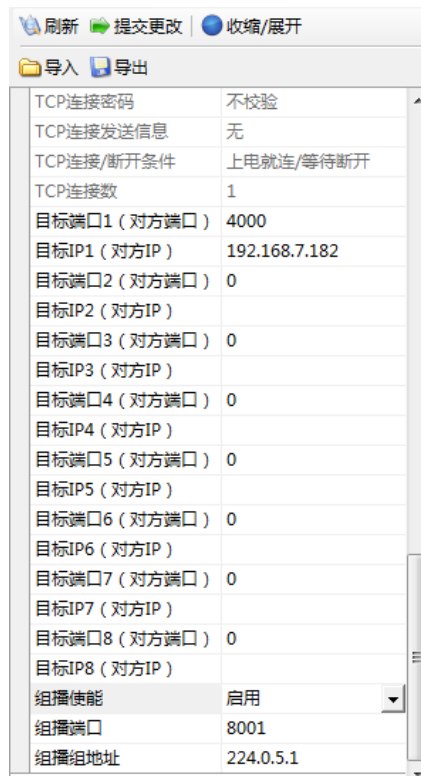 刷新 提交更改 收缩/展开
导入 导出
TCP连接密码 不校验
TCP连接发送信息 无
TCP连接/断开条件 上电就连/等待断开
TCP连接数 1
目标端口1（对方端口） 4000
目标IP1（对方IP） 192.168.7.182
目标端口2（对方端口） 0
目标IP2（对方IP）
目标端口3（对方端口） 0
目标IP3（对方IP）
目标端口4（对方端口） 0
目标IP4（对方IP）
目标端口5（对方端口） 0
目标IP5（对方IP）
目标端口6（对方端口） 0
目标IP6（对方IP）
目标端口7（对方端口） 0
目标IP7（对方IP）
目标端口8（对方端口） 0
目标IP8（对方IP）
组播使能 启用
组播端口 8001
组播组地址 224.0.5.1